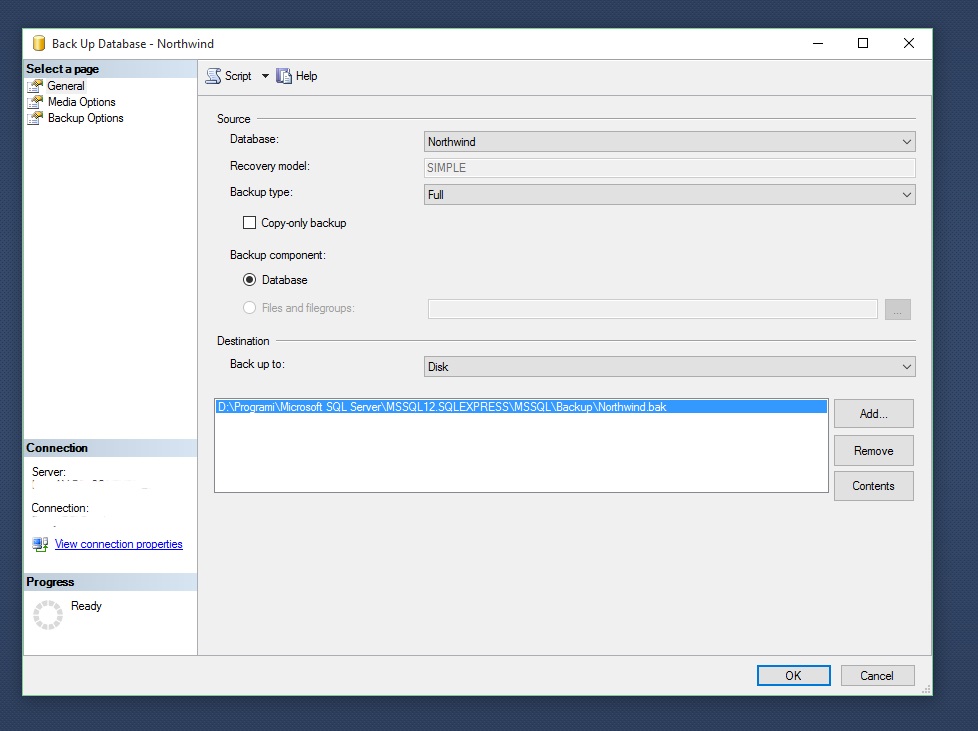 Back Up Database - Northwind
Select a page
General
Media Options
Backup Options
Script
Help
Source
Database:
Northwind
Recovery model:
SIMPLE
Backup type:
Full
Copy-only backup
Backup component:
Database
Files and filegroups:
...
Destination
Back up to:
Disk
D:\Programi\Microsoft SQL Server\MSSQL12.SQLEXPRESS\MSSQL\Backup\Northwind.bak
Add...
Remove
Contents
Connection
Server:
Connection:
View connection properties
Progress
Ready
OK
Cancel